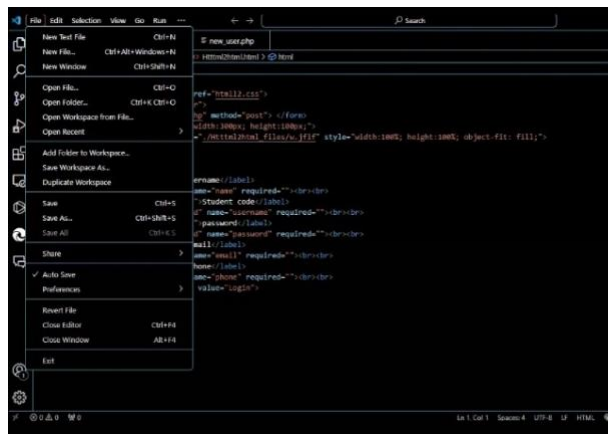 File Edit Selection View Go Run ··· Search
New Text File Ctrl+N
New File... Ctrl+Alt+Windows+N
New Window Ctrl+Shift+N
Open File... Ctrl+O
Open Folder... Ctrl+K Ctrl+O
Open Workspace from File...
Open Recent
Add Folder to Workspace...
Save Workspace As...
Duplicate Workspace
Save Ctrl+S
Save As... Ctrl+Shift+S
Save All Ctrl+K S
Share
Auto Save
Preferences
Revert File
Close Editor Ctrl+F4
Close Window Alt+F4
Exit
new_user.php
html
ref="html12.css">
">
method="post"> </form>
width:300px; height:100px;">
style="width:100%; height:100%; object-fit: fill;">
ername</label>
ame="name" required=""><br><br>
">Student code</label>
d" name="username" required=""><br><br>
">password</label>
d" name="password" required=""><br><br>
mail</label>
ame="email" required=""><br><br>
hone</label>
ame="phone" required=""><br><br>
value="Login">
0 0 0
Ln 1, Col 1 Spaces: 4 UTF-8 LF HTML